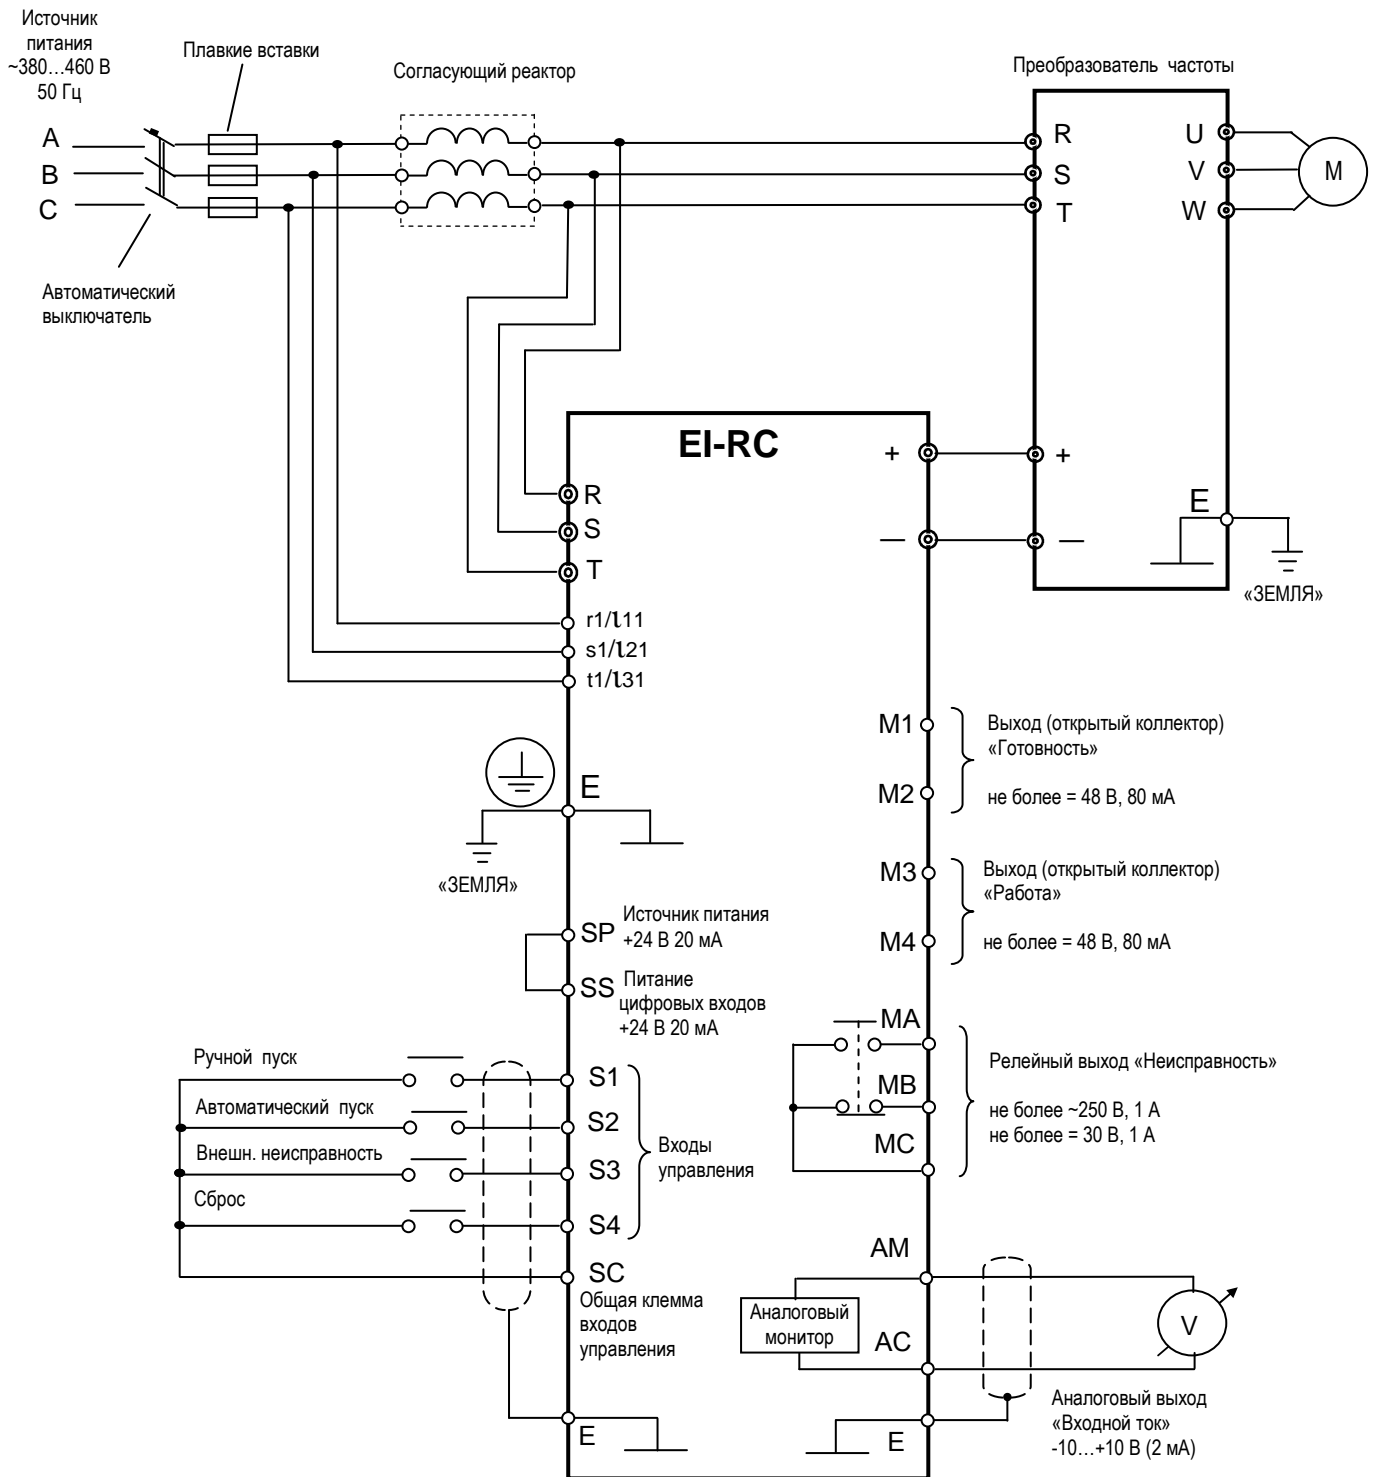 Источник
питания
~380…460 В
50 Гц
Плавкие вставки
Согласующий реактор
Преобразователь частоты
A
B
C
R
S
T
U
V
W
M
Автоматический
выключатель
EI-RC
+
+
—
—
E
«ЗЕМЛЯ»
R
S
T
r1/l11
s1/l21
t1/l31
M1
M2
Выход (открытый коллектор)
«Готовность»
не более = 48 В, 80 мА
E
«ЗЕМЛЯ»
M3
M4
Выход (открытый коллектор)
«Работа»
не более = 48 В, 80 мА
SP
Источник питания
+24 В 20 мА
SS
Питание
цифровых входов
+24 В 20 мА
MA
MB
MC
Релейный выход «Неисправность»
не более ~250 В, 1 А
не более = 30 В, 1 А
Ручной пуск
S1
Автоматический пуск
S2
Внешн. неисправность
S3
Сброс
S4
Входы
управления
SC
Общая клемма
входов
управления
AM
Аналоговый
монитор
AC
V
Аналоговый выход
«Входной ток»
-10…+10 В (2 мА)
E
E